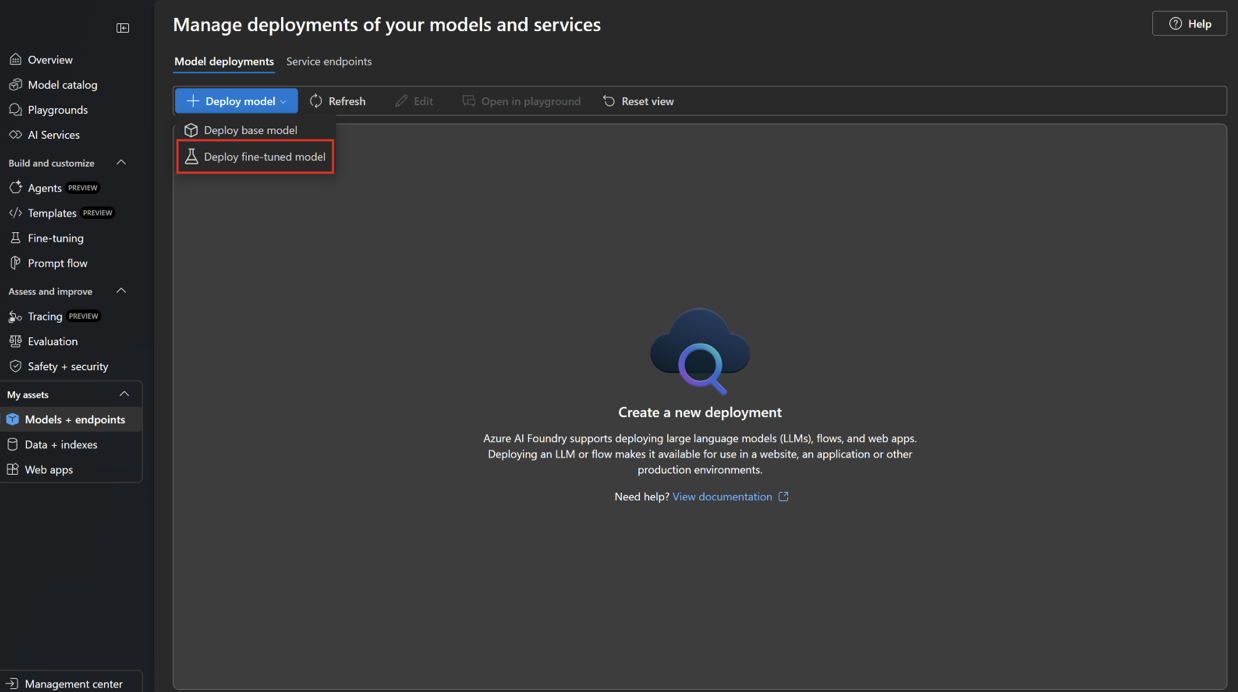 Manage deployments of your models and services
Help
Overview
Model catalog
Playgrounds
AI Services
Build and customize
Agents PREVIEW
Templates PREVIEW
Fine-tuning
Prompt flow
Assess and improve
Tracing PREVIEW
Evaluation
Safety + security
My assets
Models + endpoints
Data + indexes
Web apps
Management center
Model deployments Service endpoints
Deploy model Refresh Edit Open in playground Reset view
Deploy base model
Deploy fine-tuned model
Create a new deployment
Azure AI Foundry supports deploying large language models (LLMs), flows, and web apps.
Deploying an LLM or flow makes it available for use in a website, an application or other
production environments.
Need help? View documentation